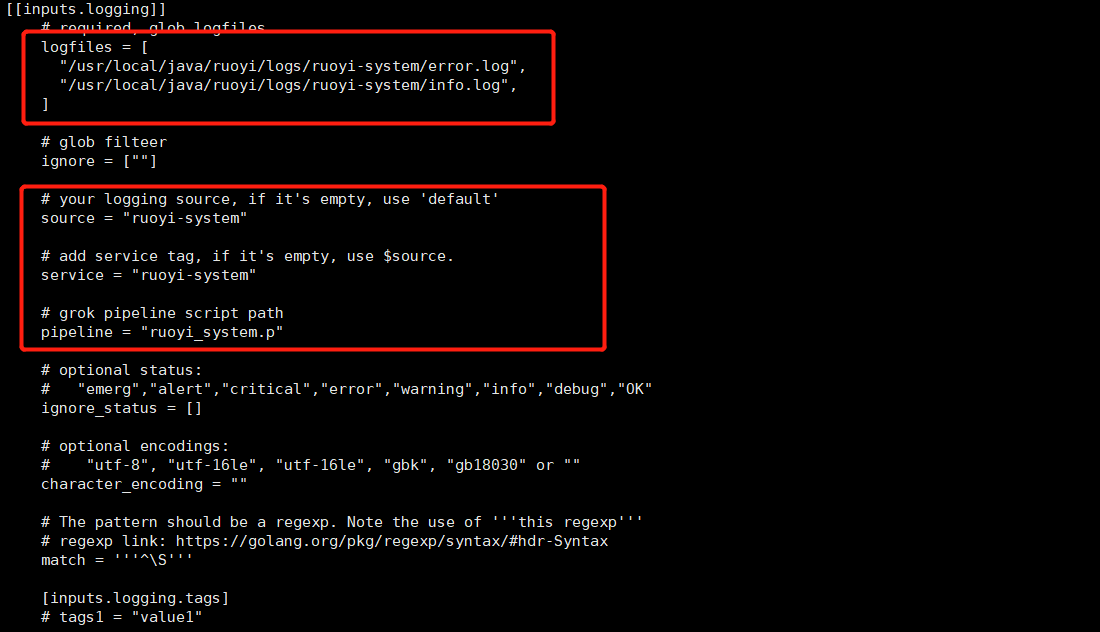 [[inputs.logging]]
# required, glob logfiles
logfiles = [
"/usr/local/java/ruoyi/logs/ruoyi-system/error.log",
"/usr/local/java/ruoyi/logs/ruoyi-system/info.log",
]
# glob filteer
ignore = [""]
# your logging source, if it's empty, use 'default'
source = "ruoyi-system"
# add service tag, if it's empty, use $source.
service = "ruoyi-system"
# grok pipeline script path
pipeline = "ruoyi_system.p"
# optional status:
#   "emerg","alert","critical","error","warning","info","debug","OK"
ignore_status = []
# optional encodings:
#    "utf-8", "utf-16le", "utf-16le", "gbk", "gb18030" or ""
character_encoding = ""
# The pattern should be a regexp. Note the use of '''this regexp'''
# regexp link: https://golang.org/pkg/regexp/syntax/#hdr-Syntax
match = '''^\S'''
[inputs.logging.tags]
# tags1 = "value1"